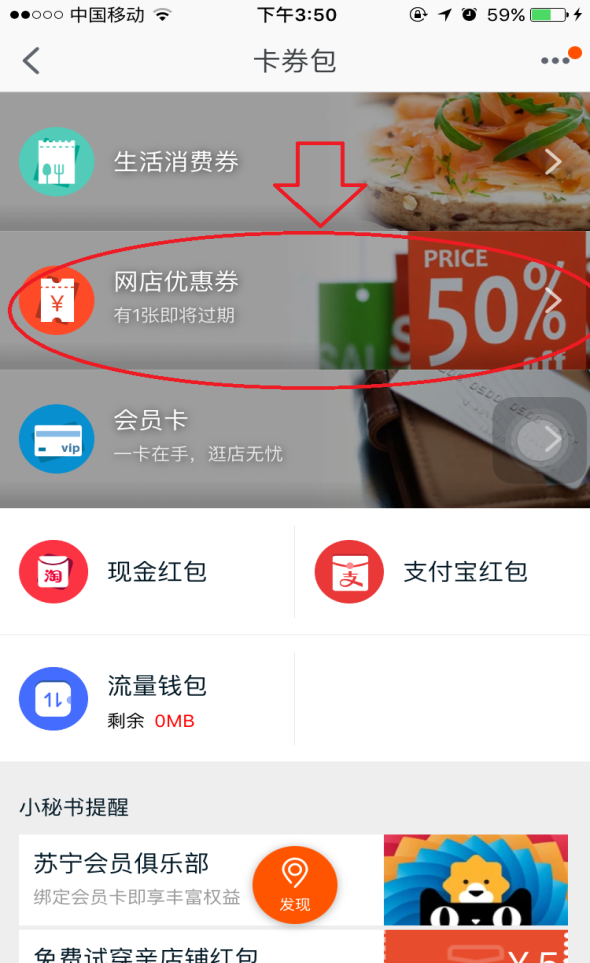 中国移动 下午3:50 59%
卡券包
生活消费券
网店优惠券
有1张即将过期
PRICE
50%
off
SALS
会员卡
一卡在手，逛店无忧
vip
淘 现金红包
支 支付宝红包
流量钱包
剩余 0MB
小秘书提醒
苏宁会员俱乐部
绑定会员卡即享丰富权益
发现
免费试穿亲店铺红包
¥5